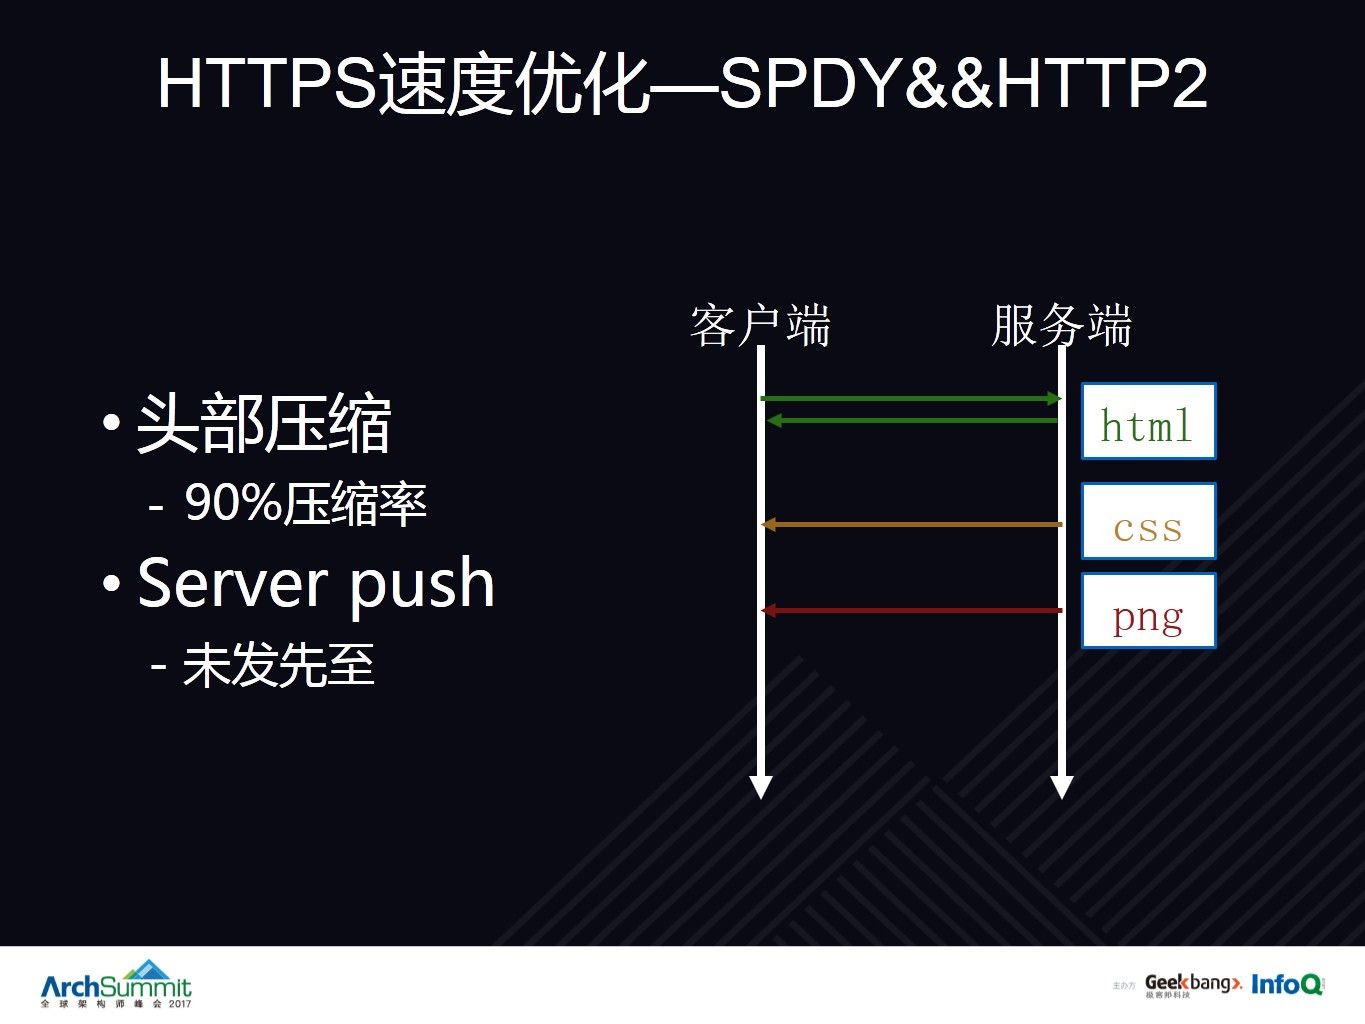 HTTPS速度优化—SPDY&&HTTP2
客户端
服务端
html
css
png
• 头部压缩
- 90%压缩率
• Server push
- 未发先至
ArchSummit
全球架构师峰会 2017
主办方
Geekbang>.
极客邦科技
InfoQ